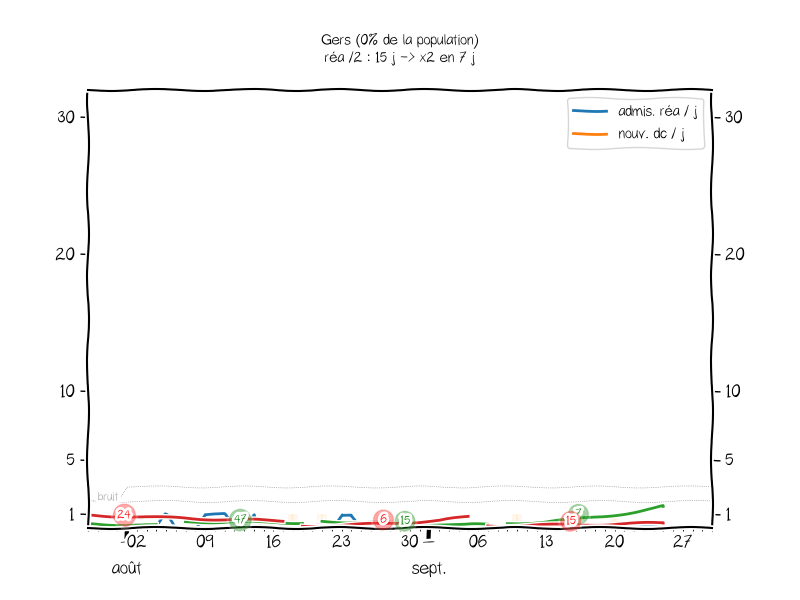 Gers (0% de la population)
réa /2 : 15 j -> x2 en 7 j
admis. réa / j
nouv. dc / j
30
30
20
20
10
10
5
5
bruit
1
1
24
47
6
15
7
15
02 09 16 23 30 06 13 20 27
août sept.